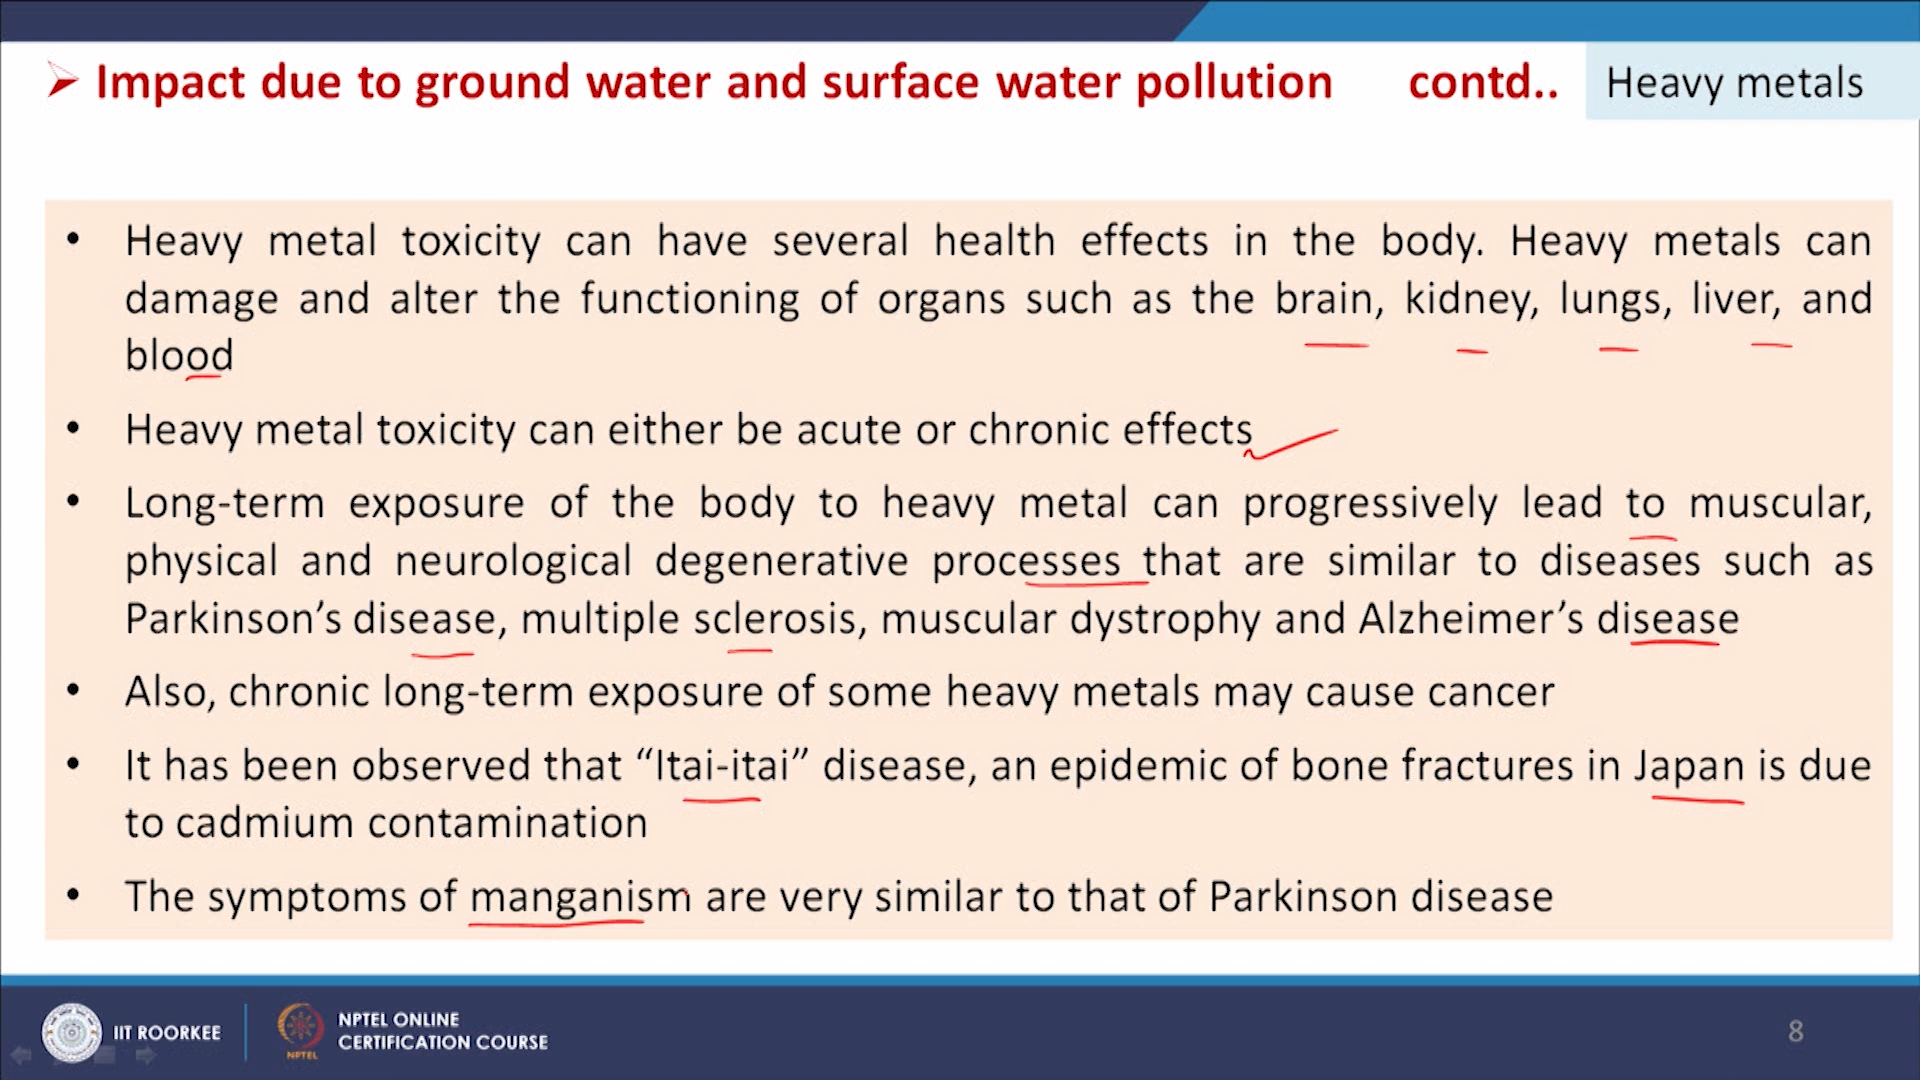 Impact due to ground water and surface water pollution contd.. Heavy metals
• Heavy metal toxicity can have several health effects in the body. Heavy metals can
damage and alter the functioning of organs such as the brain, kidney, lungs, liver, and
blood
• Heavy metal toxicity can either be acute or chronic effects
• Long-term exposure of the body to heavy metal can progressively lead to muscular,
physical and neurological degenerative processes that are similar to diseases such as
Parkinson’s disease, multiple sclerosis, muscular dystrophy and Alzheimer’s disease
• Also, chronic long-term exposure of some heavy metals may cause cancer
• It has been observed that “Itai-itai” disease, an epidemic of bone fractures in Japan is due
to cadmium contamination
• The symptoms of manganism are very similar to that of Parkinson disease
IIT ROORKEE
NPTEL
NPTEL ONLINE
CERTIFICATION COURSE
8